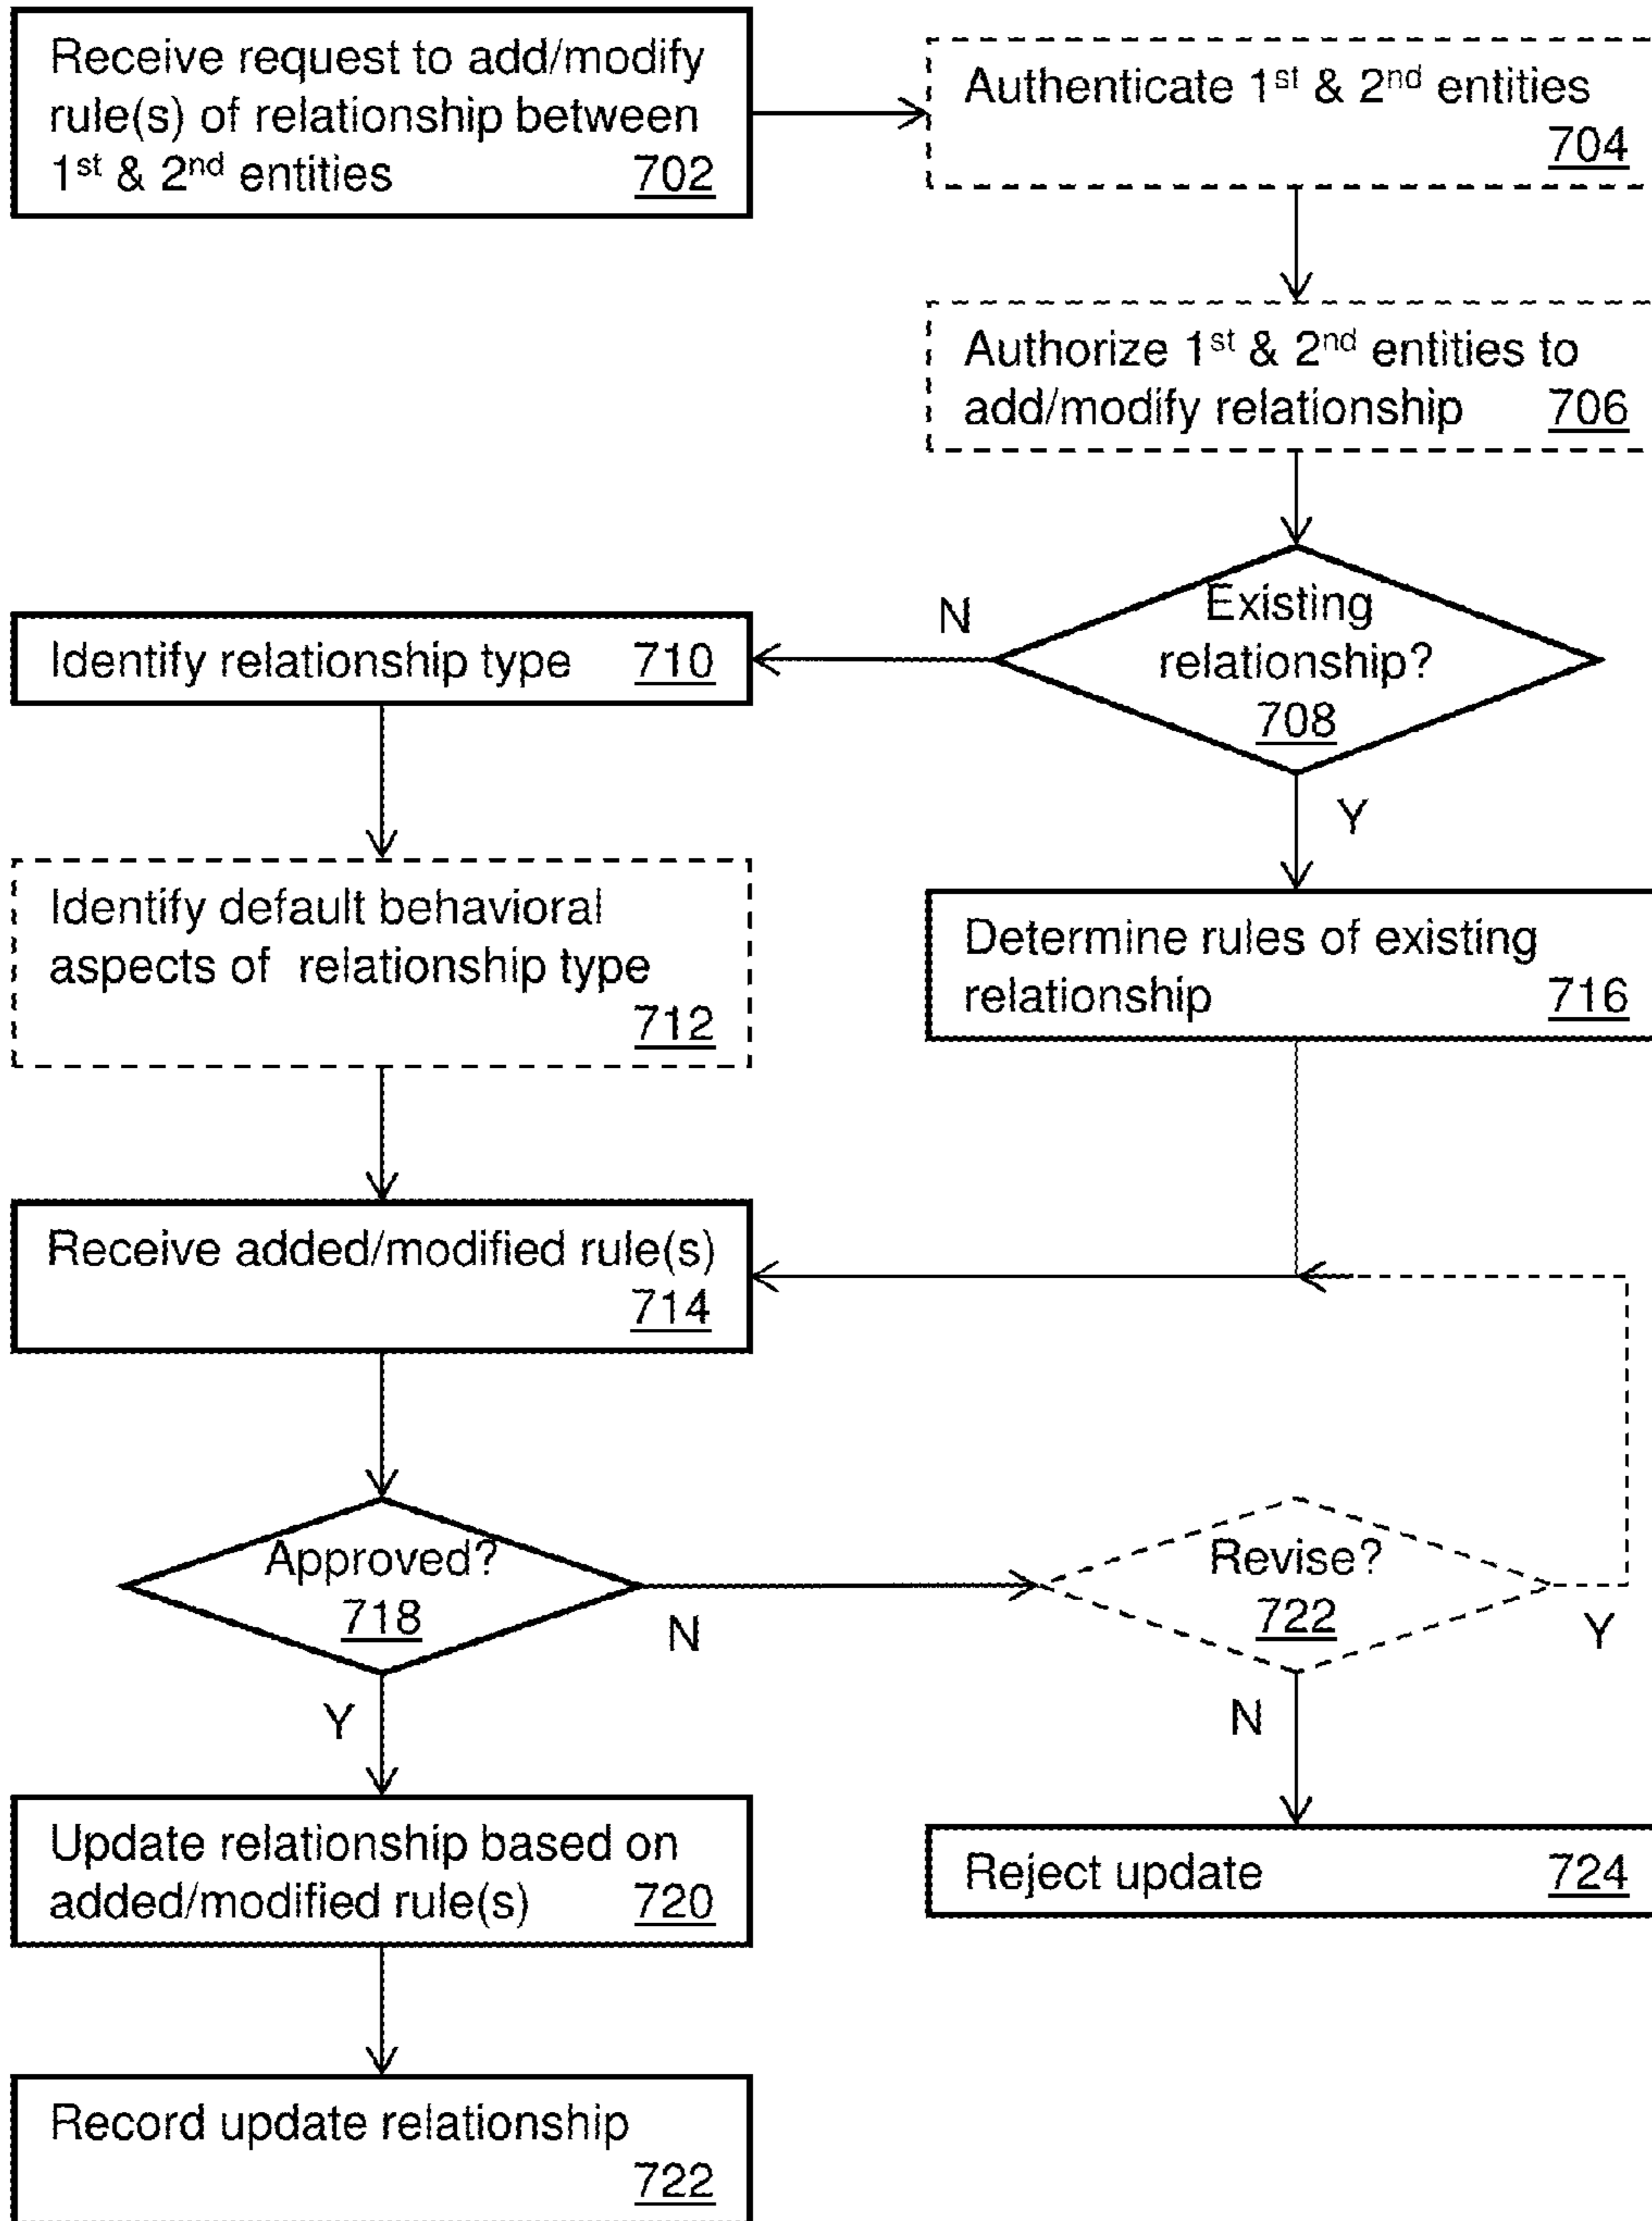 Receive request to add/modify
rule(s) of relationship between
1st & 2nd entities 702
Authenticate 1st & 2nd entities
704
Authorize 1st & 2nd entities to
add/modify relationship 706
Existing
relationship?
708
N
Y
Identify relationship type 710
Identify default behavioral
aspects of relationship type
712
Determine rules of existing
relationship 716
Receive added/modified rule(s)
714
Approved?
718
N
Y
Revise?
722
Y
N
Update relationship based on
added/modified rule(s) 720
Reject update 724
Record update relationship
722